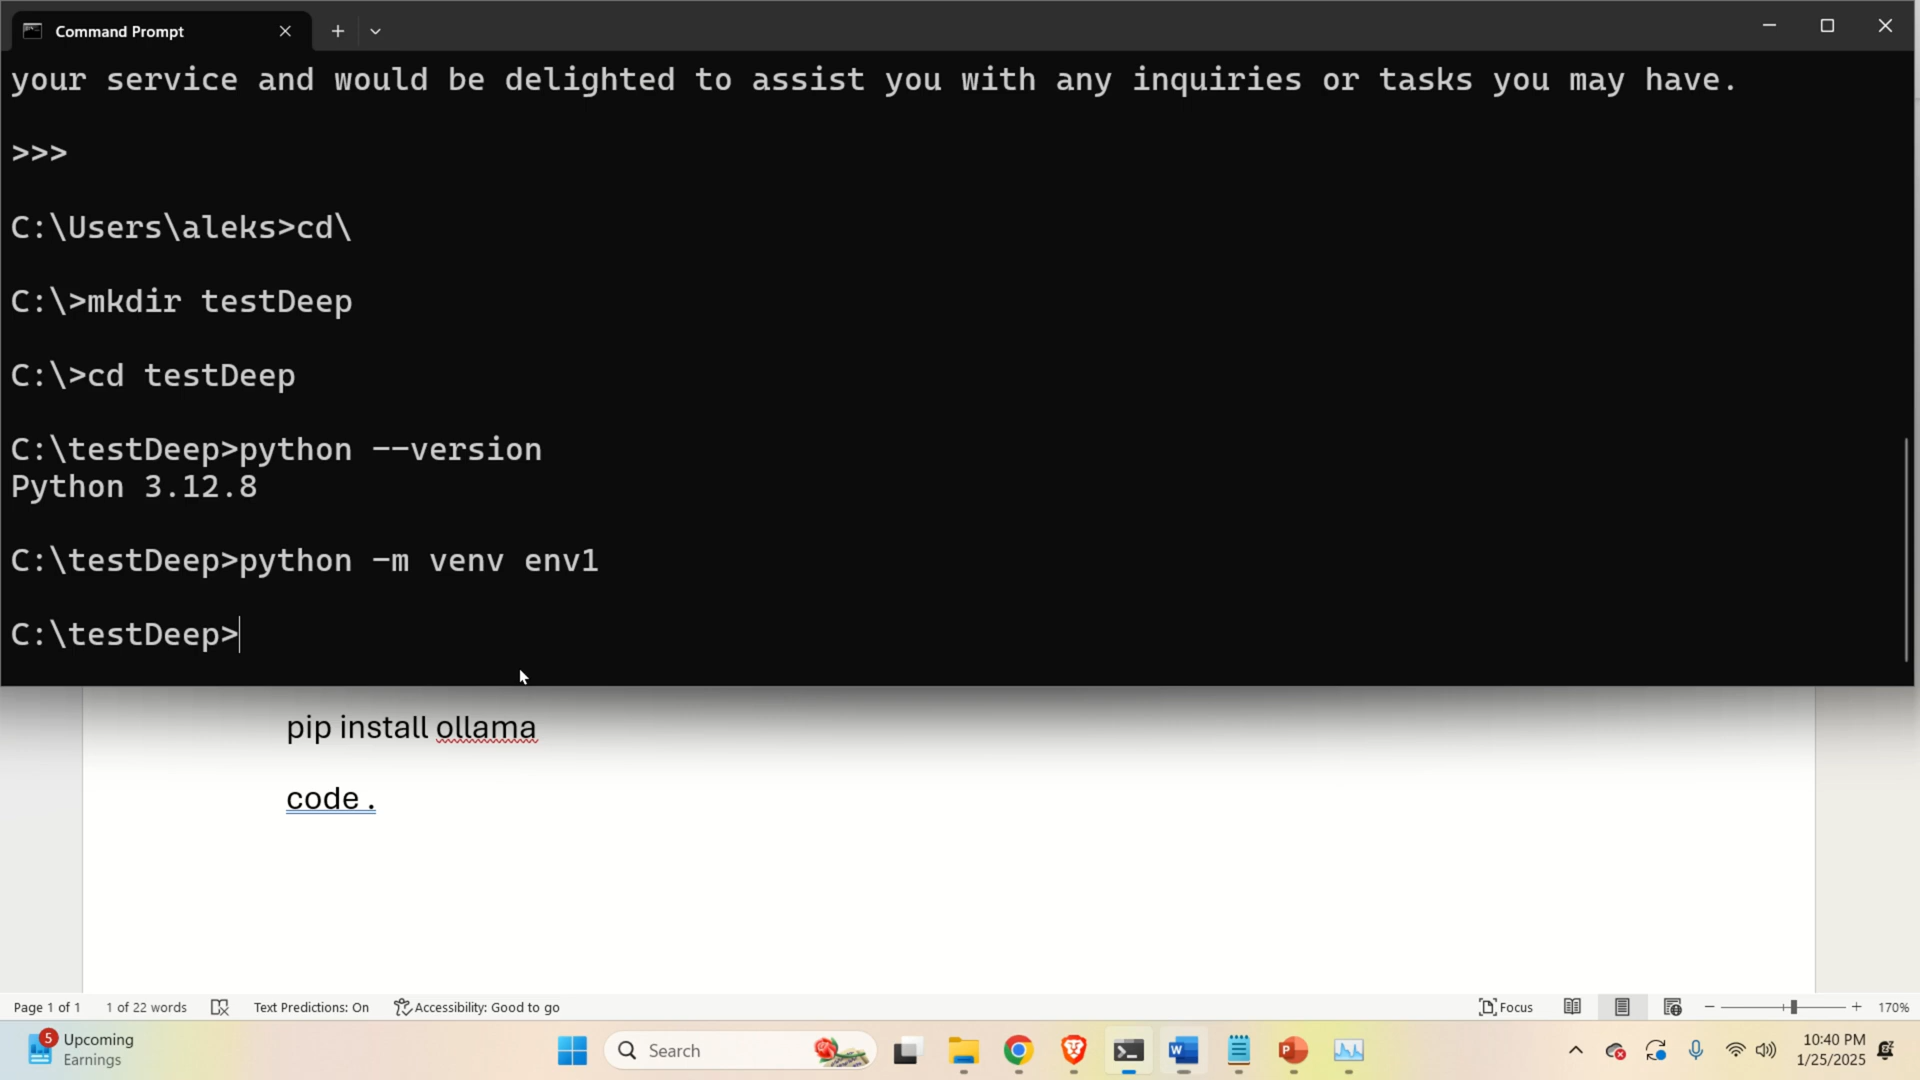 Command Prompt
your service and would be delighted to assist you with any inquiries or tasks you may have.
>>>
C:\Users\aleks>cd\
C:\>mkdir testDeep
C:\>cd testDeep
C:\testDeep>python --version
Python 3.12.8
C:\testDeep>python -m venv env1
C:\testDeep>
pip install ollama
code .
Page 1 of 1 1 of 22 words Text Predictions: On Accessibility: Good to go Focus 170%
5 Upcoming
Earnings
Search
10:40 PM
1/25/2025